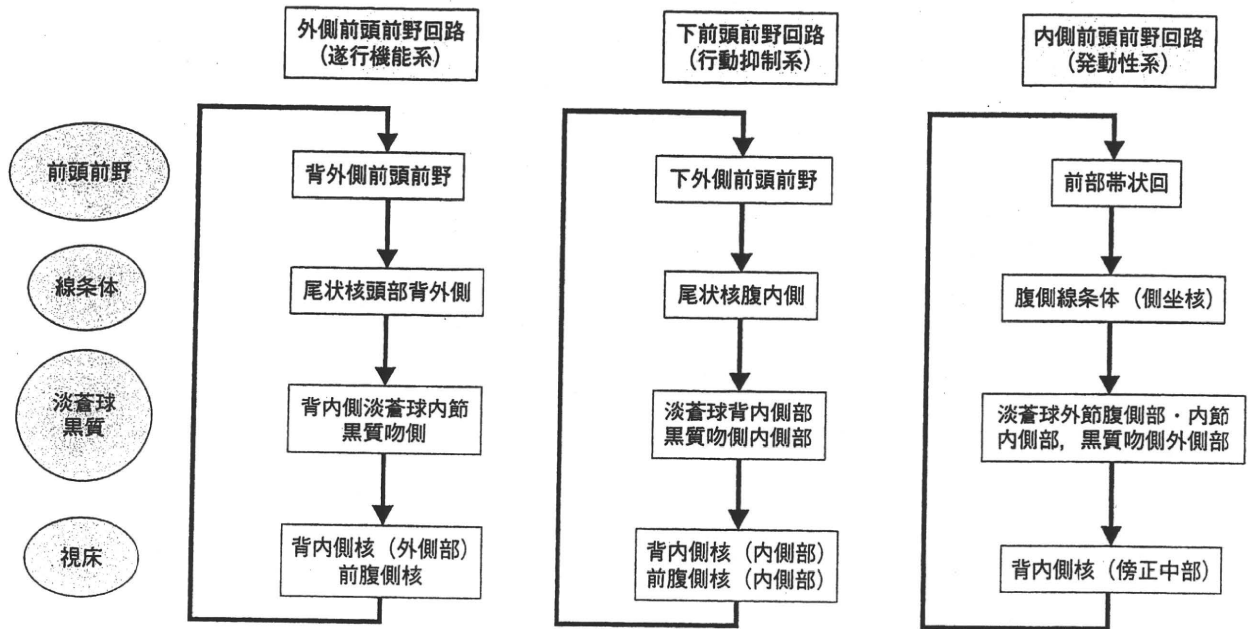 外側前頭前野回路
(遂行機能系)
下前頭前野回路
(行動抑制系)
内側前頭前野回路
(発動性系)
前頭前野
背外側前頭前野
下外側前頭前野
前部帯状回
線条体
尾状核頭部背外側
尾状核腹内側
腹側線条体（側坐核）
淡蒼球
黒質
背内側淡蒼球内節
黒質吻側
淡蒼球背内側部
黒質吻側内側部
淡蒼球外節腹側部・内節
内側部，黒質吻側外側部
視床
背内側核（外側部）
前腹側核
背内側核（内側部）
前腹側核（内側部）
背内側核（傍正中部）